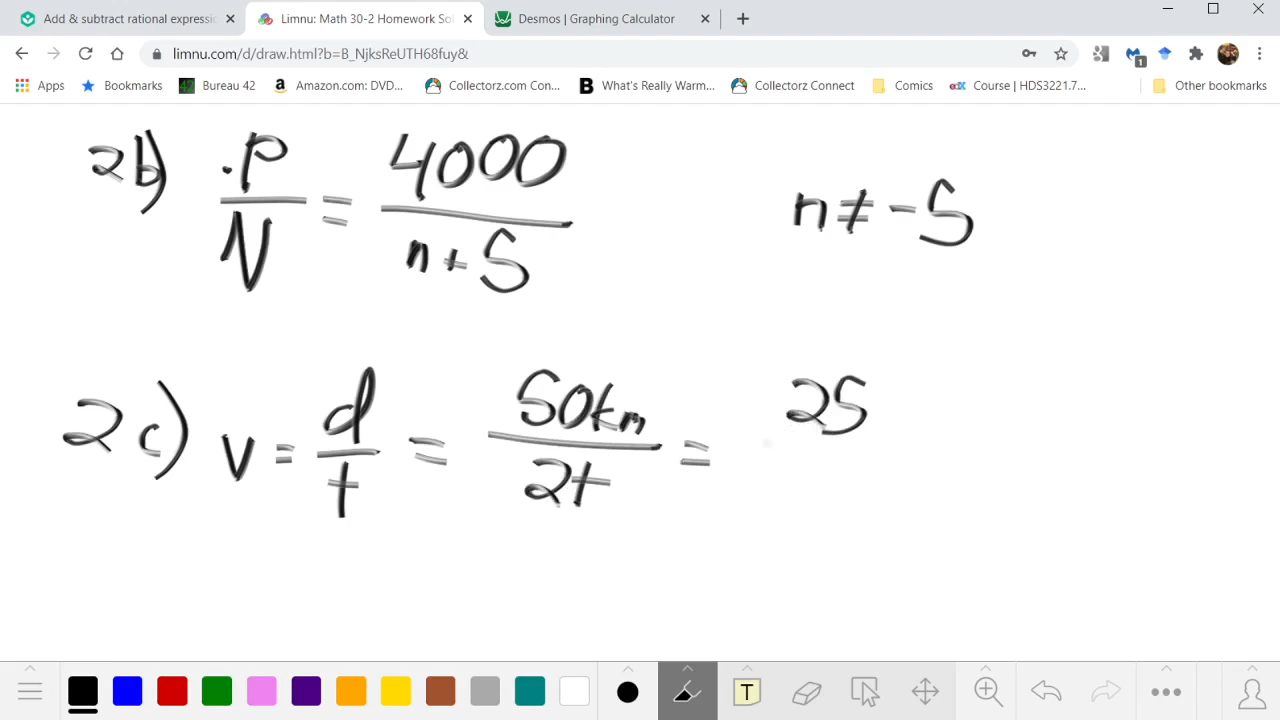 Add & subtract rational expressi
Limnu: Math 30-2 Homework Sol
Desmos | Graphing Calculator
limnu.com/d/draw.html?b=B_NjksReUTH68fuy&
Apps
Bookmarks
Bureau 42
Amazon.com: DVD...
Collectorz.com Con...
What's Really Warm...
Collectorz Connect
Comics
Course | HDS3221.7...
Other bookmarks
1
2b) .P/N = 4000/(n+5) n ≠ -5
2c) v = d/t = 50km/2t = 25
T